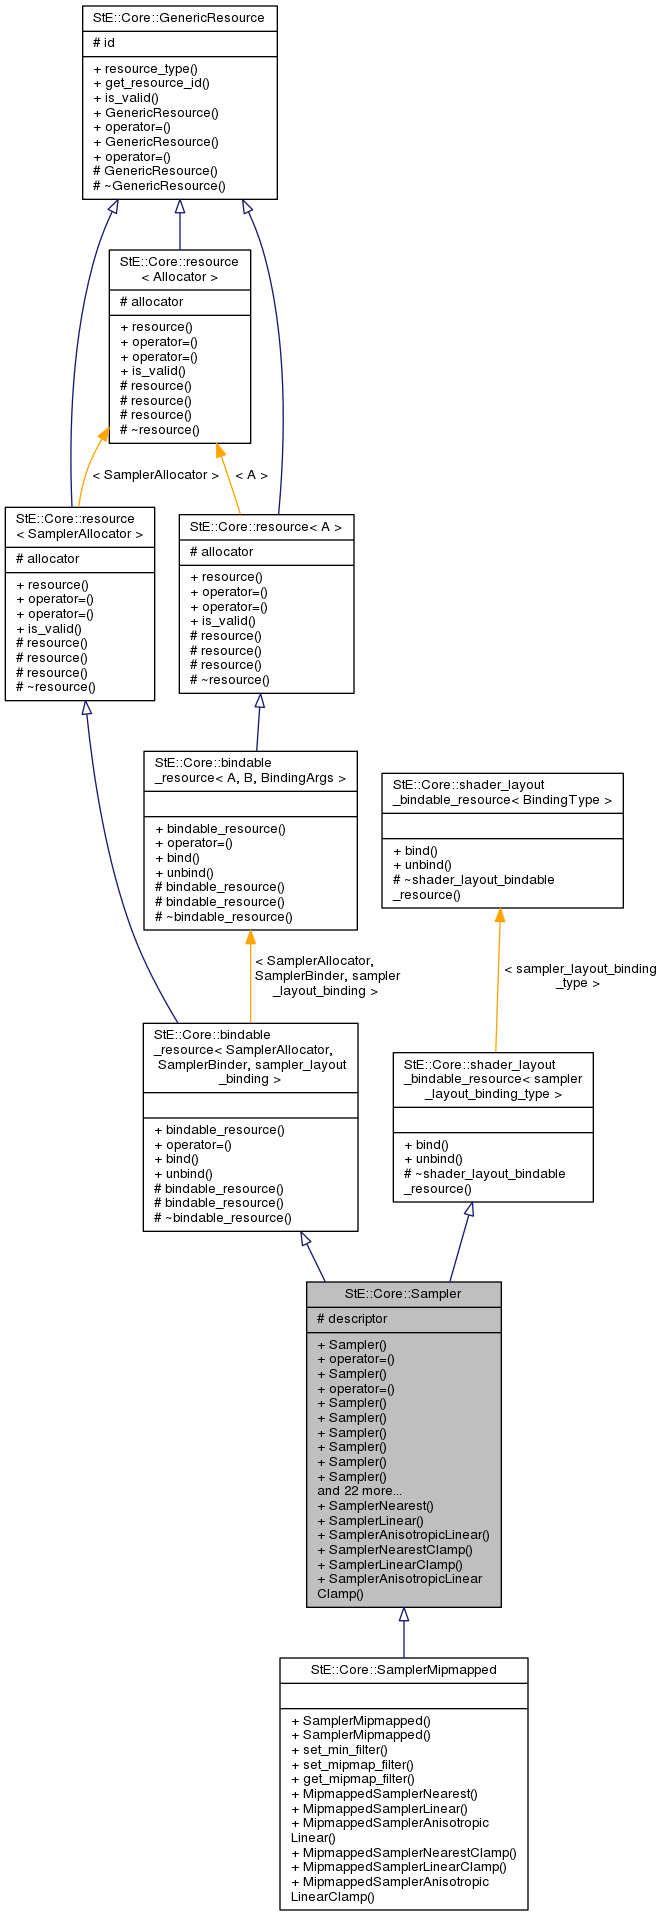 StE::Core::GenericResource
# id
+ resource_type()
+ get_resource_id()
+ is_valid()
+ GenericResource()
+ operator=()
+ GenericResource()
+ operator=()
# GenericResource()
# ~GenericResource()
StE::Core::resource
< Allocator >
# allocator
+ resource()
+ operator=()
+ operator=()
+ is_valid()
# resource()
# resource()
# resource()
# ~resource()
< SamplerAllocator >
< A >
StE::Core::resource
< SamplerAllocator >
# allocator
+ resource()
+ operator=()
+ operator=()
+ is_valid()
# resource()
# resource()
# resource()
# ~resource()
StE::Core::resource< A >
# allocator
+ resource()
+ operator=()
+ operator=()
+ is_valid()
# resource()
# resource()
# resource()
# ~resource()
StE::Core::bindable
_resource< A, B, BindingArgs >
+ bindable_resource()
+ operator=()
+ bind()
+ unbind()
# bindable_resource()
# bindable_resource()
# ~bindable_resource()
StE::Core::shader_layout
_bindable_resource< BindingType >
+ bind()
+ unbind()
# ~shader_layout_bindable
_resource()
< SamplerAllocator,
SamplerBinder, sampler
_layout_binding >
< sampler_layout_binding
_type >
StE::Core::bindable
_resource< SamplerAllocator,
SamplerBinder, sampler_layout
_binding >
+ bindable_resource()
+ operator=()
+ bind()
+ unbind()
# bindable_resource()
# bindable_resource()
# ~bindable_resource()
StE::Core::shader_layout
_bindable_resource< sampler
_layout_binding_type >
+ bind()
+ unbind()
# ~shader_layout_bindable
_resource()
StE::Core::Sampler
# descriptor
+ Sampler()
+ operator=()
+ Sampler()
+ operator=()
+ Sampler()
+ Sampler()
+ Sampler()
+ Sampler()
+ Sampler()
+ Sampler()
and 22 more...
+ SamplerNearest()
+ SamplerLinear()
+ SamplerAnisotropicLinear()
+ SamplerNearestClamp()
+ SamplerLinearClamp()
+ SamplerAnisotropicLinear
Clamp()
StE::Core::SamplerMipmapped
+ SamplerMipmapped()
+ SamplerMipmapped()
+ set_min_filter()
+ set_mipmap_filter()
+ get_mipmap_filter()
+ MipmappedSamplerNearest()
+ MipmappedSamplerLinear()
+ MipmappedSamplerAnisotropic
Linear()
+ MipmappedSamplerNearestClamp()
+ MipmappedSamplerLinearClamp()
+ MipmappedSamplerAnisotropic
LinearClamp()